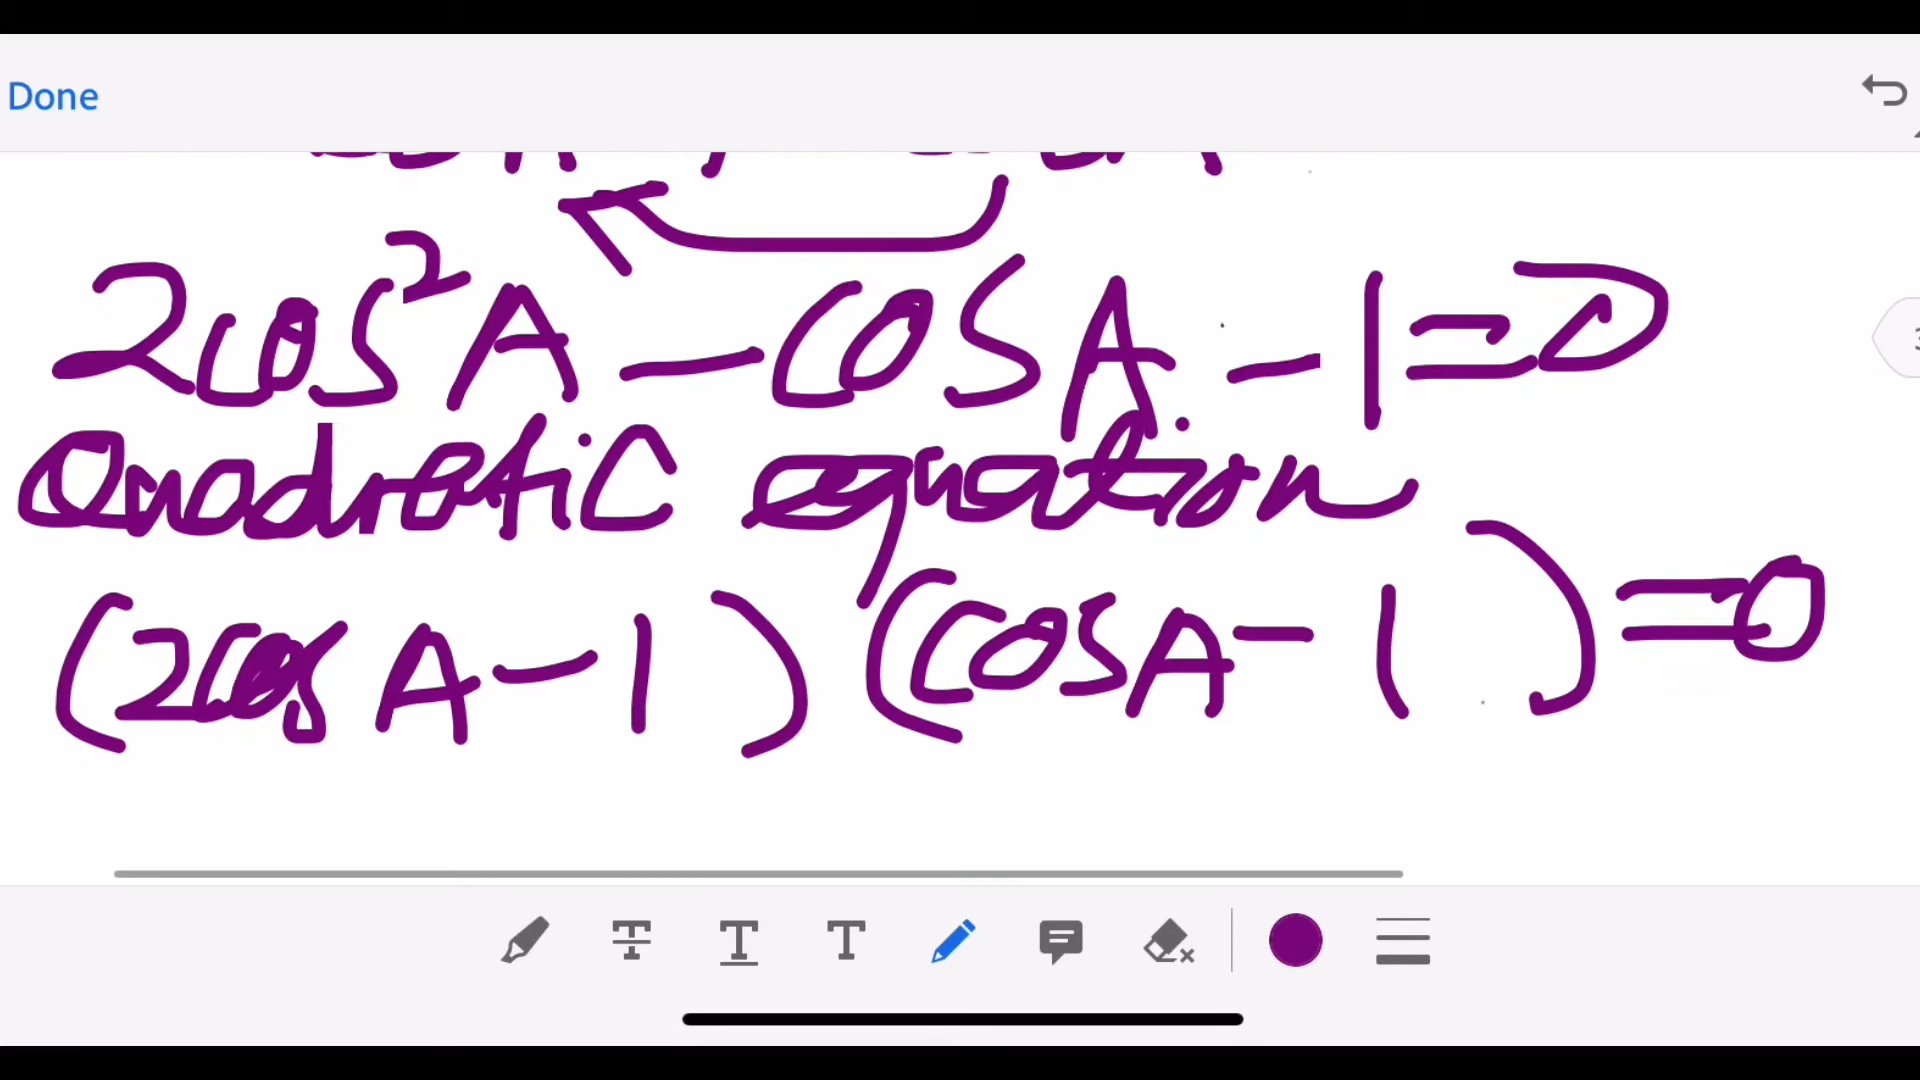 Done
2cos²A - cosA - 1 = 0
Quadratic equation
(2cosA - 1) (cosA - 1) = 0